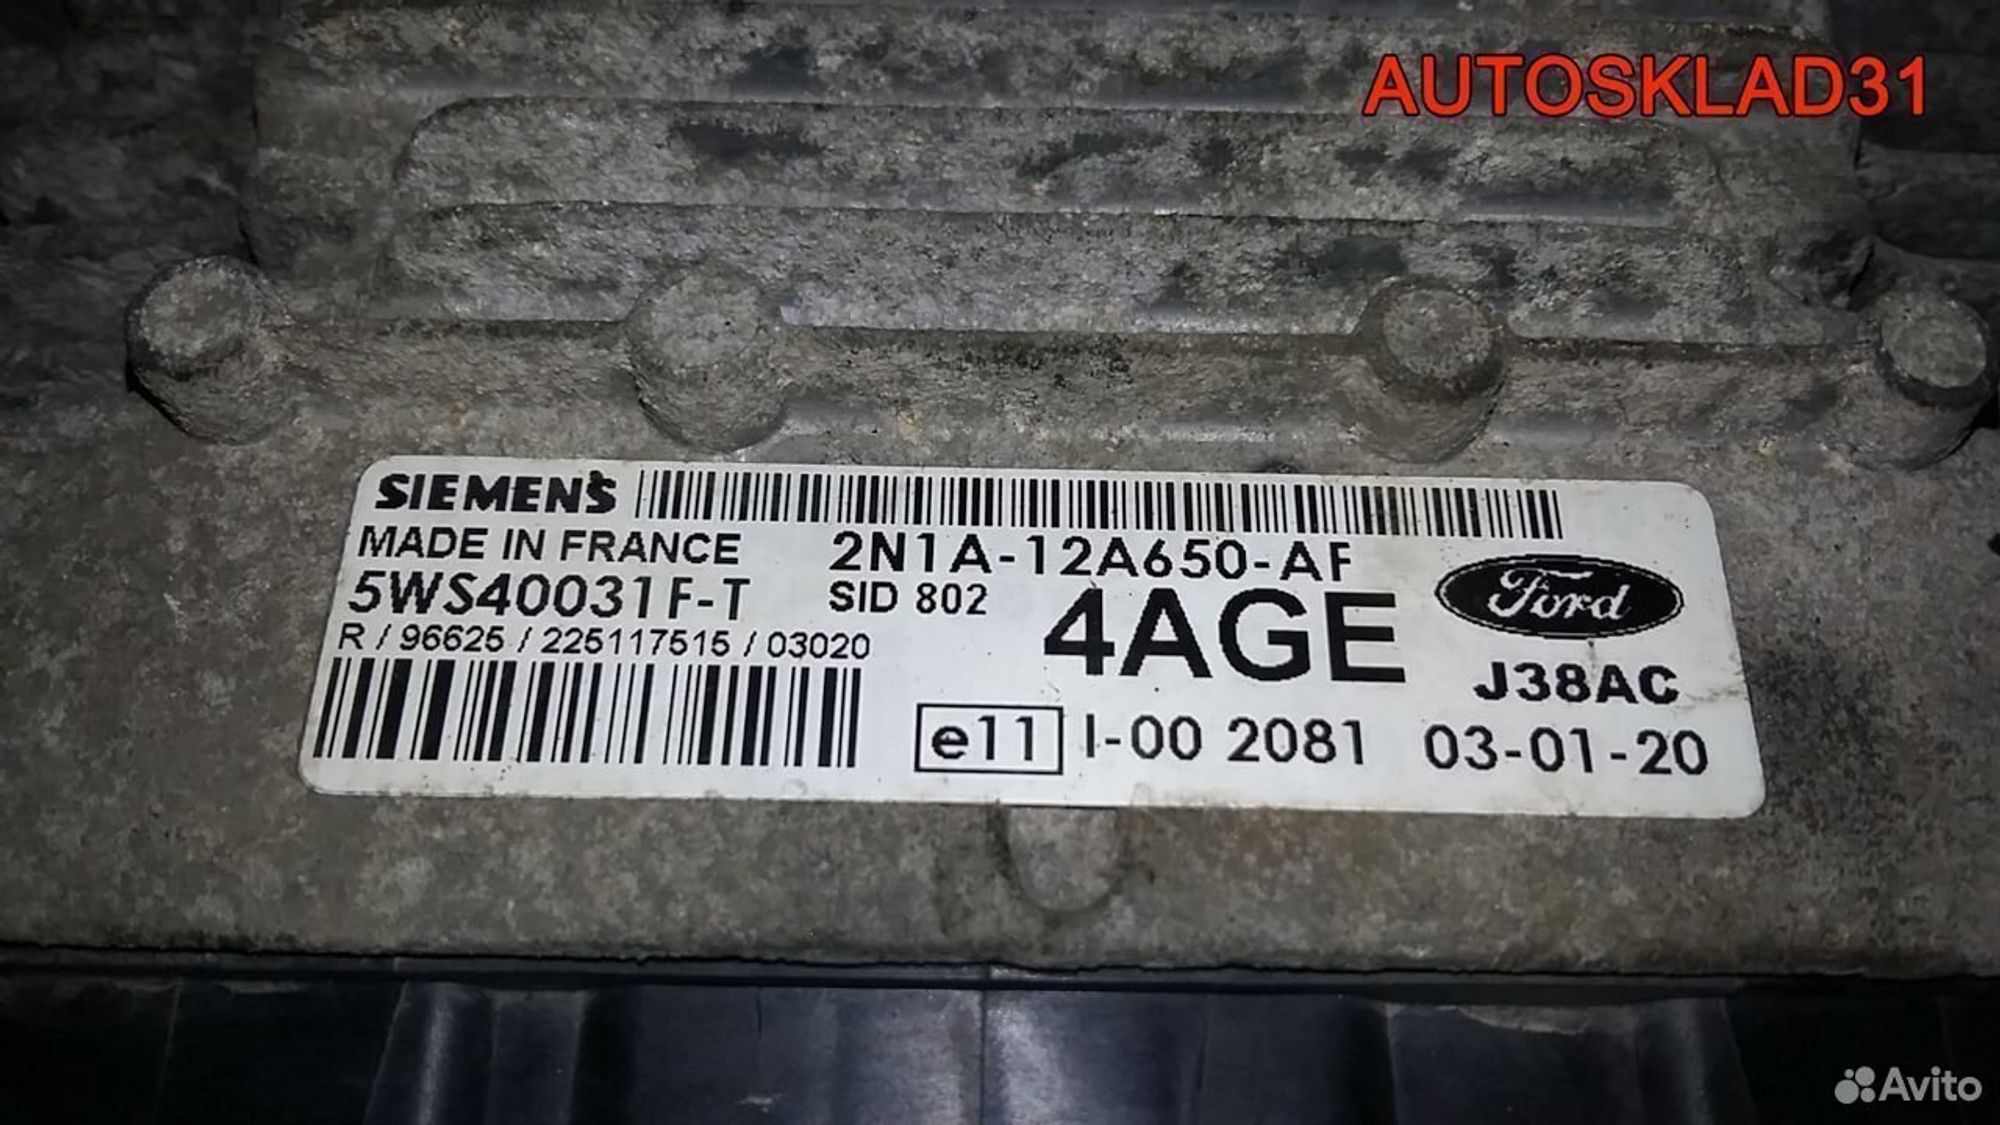 AUTOSKLAD31
SIEMENS
MADE IN FRANCE 2N1A-12A650-AF
5WS40031F-T SID 802 4AGE Ford
R / 96625 / 225117515 / 03020 J38AC
e11 I-00 2081 03-01-20
Avito